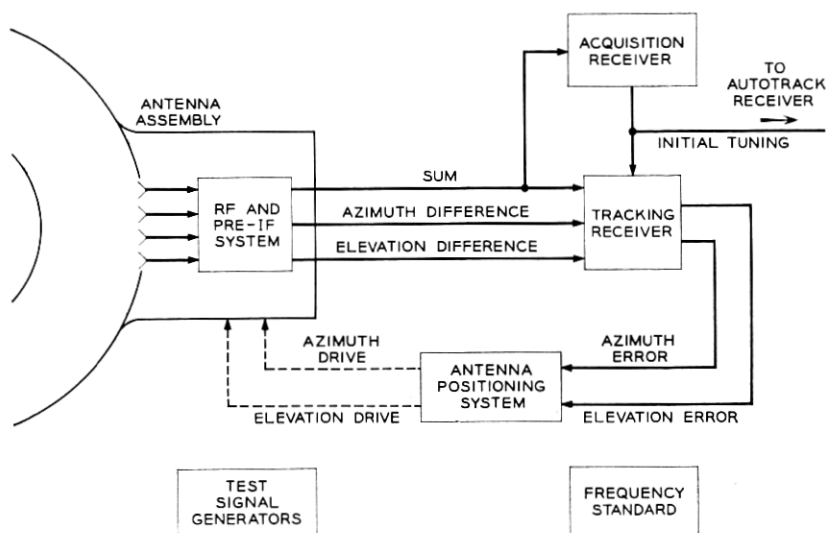 ACQUISITION
RECEIVER
TO
AUTOTRACK
RECEIVER
INITIAL TUNING
ANTENNA
ASSEMBLY
RF AND
PRE-IF
SYSTEM
SUM
AZIMUTH DIFFERENCE
ELEVATION DIFFERENCE
TRACKING
RECEIVER
AZIMUTH
DRIVE
ELEVATION DRIVE
ANTENNA
POSITIONING
SYSTEM
AZIMUTH
ERROR
ELEVATION ERROR
TEST
SIGNAL
GENERATORS
FREQUENCY
STANDARD